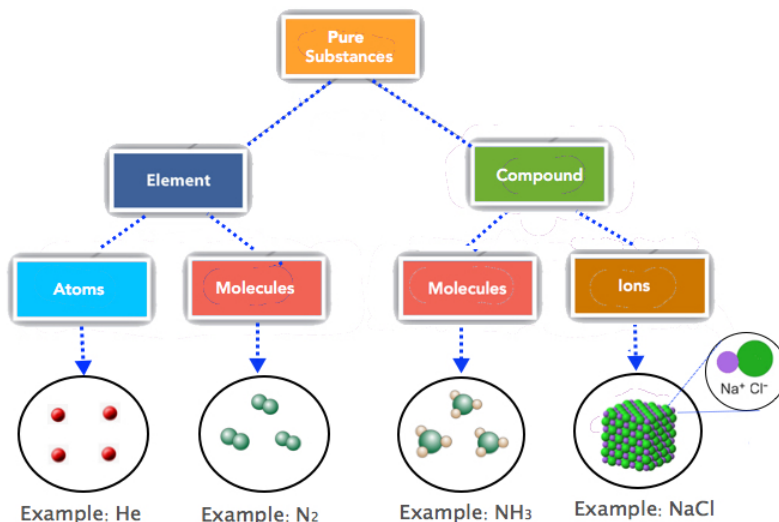 Pure
Substances
Element
Compound
Atoms
Molecules
Molecules
Ions
Na⁺ Cl⁻
Example: He
Example: N₂
Example: NH₃
Example: NaCl